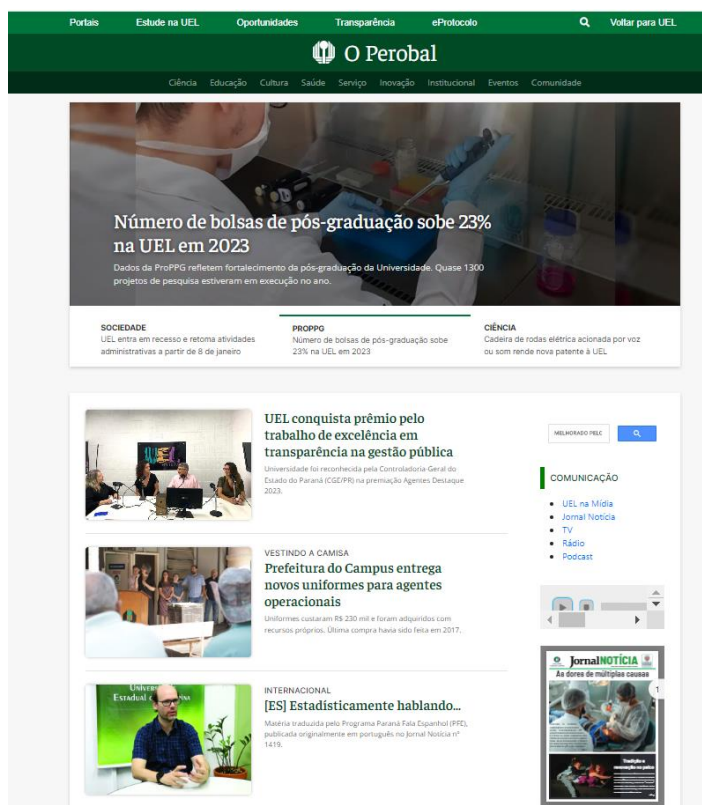 Portais Estude na UEL Oportunidades Transparência eProtocolo Voltar para UEL
O Perobal
Ciência Educação Cultura Saúde Serviço Inovação Institucional Eventos Comunidade
Número de bolsas de pós-graduação sobe 23%
na UEL em 2023
Dados da ProPPG refletem fortalecimento da pós-graduação da Universidade. Quase 1300
projetos de pesquisa estiveram em execução no ano.
SOCIEDADE
UEL entra em recesso e retoma atividades
administrativas a partir de 8 de janeiro
PROPPG
Número de bolsas de pós-graduação sobe
23% na UEL em 2023
CIÊNCIA
Cadeira de rodas elétrica acionada por voz
ou som rende nova patente à UEL
UEL conquista prêmio pelo
trabalho de excelência em
transparência na gestão pública
Universidade foi reconhecida pela Controladoria-Geral do
Estado do Paraná (CGE/PR) na premiação Agentes Destaque
2023.
VESTINDO A CAMISA
Prefeitura do Campus entrega
novos uniformes para agentes
operacionais
Uniformes custaram R$ 230 mil e foram adquiridos com
recursos próprios. Última compra havia sido feita em 2017.
Univers
Estadual
INTERNACIONAL
[ES] Estadísticamente hablando...
Matéria traduzida pelo Programa Paraná Fala Espanhol (PFE),
publicada originalmente em português no Jornal Notícia nº
1419.
MELHORADO PELC
COMUNICAÇÃO
UEL na Mídia
Jornal Notícia
TV
Rádio
Podcast
JornalNOTÍCIA
As dores de múltiplas causas
1
Tradição e